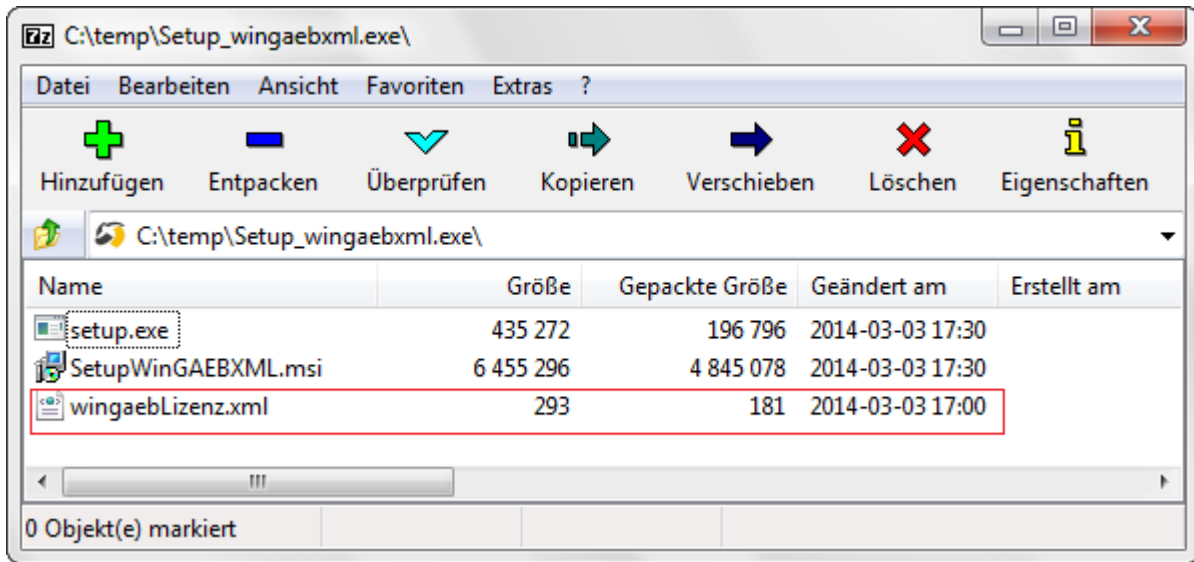 7z C:\temp\Setup_wingaebxml.exe\
Datei Bearbeiten Ansicht Favoriten Extras ?
Hinzufügen Entpacken Überprüfen Kopieren Verschieben Löschen Eigenschaften
C:\temp\Setup_wingaebxml.exe\
Name Größe Gepackte Größe Geändert am Erstellt am
setup.exe 435 272 196 796 2014-03-03 17:30
SetupWinGAEBXML.msi 6 455 296 4 845 078 2014-03-03 17:30
wingaebLizenz.xml 293 181 2014-03-03 17:00
0 Objekt(e) markiert